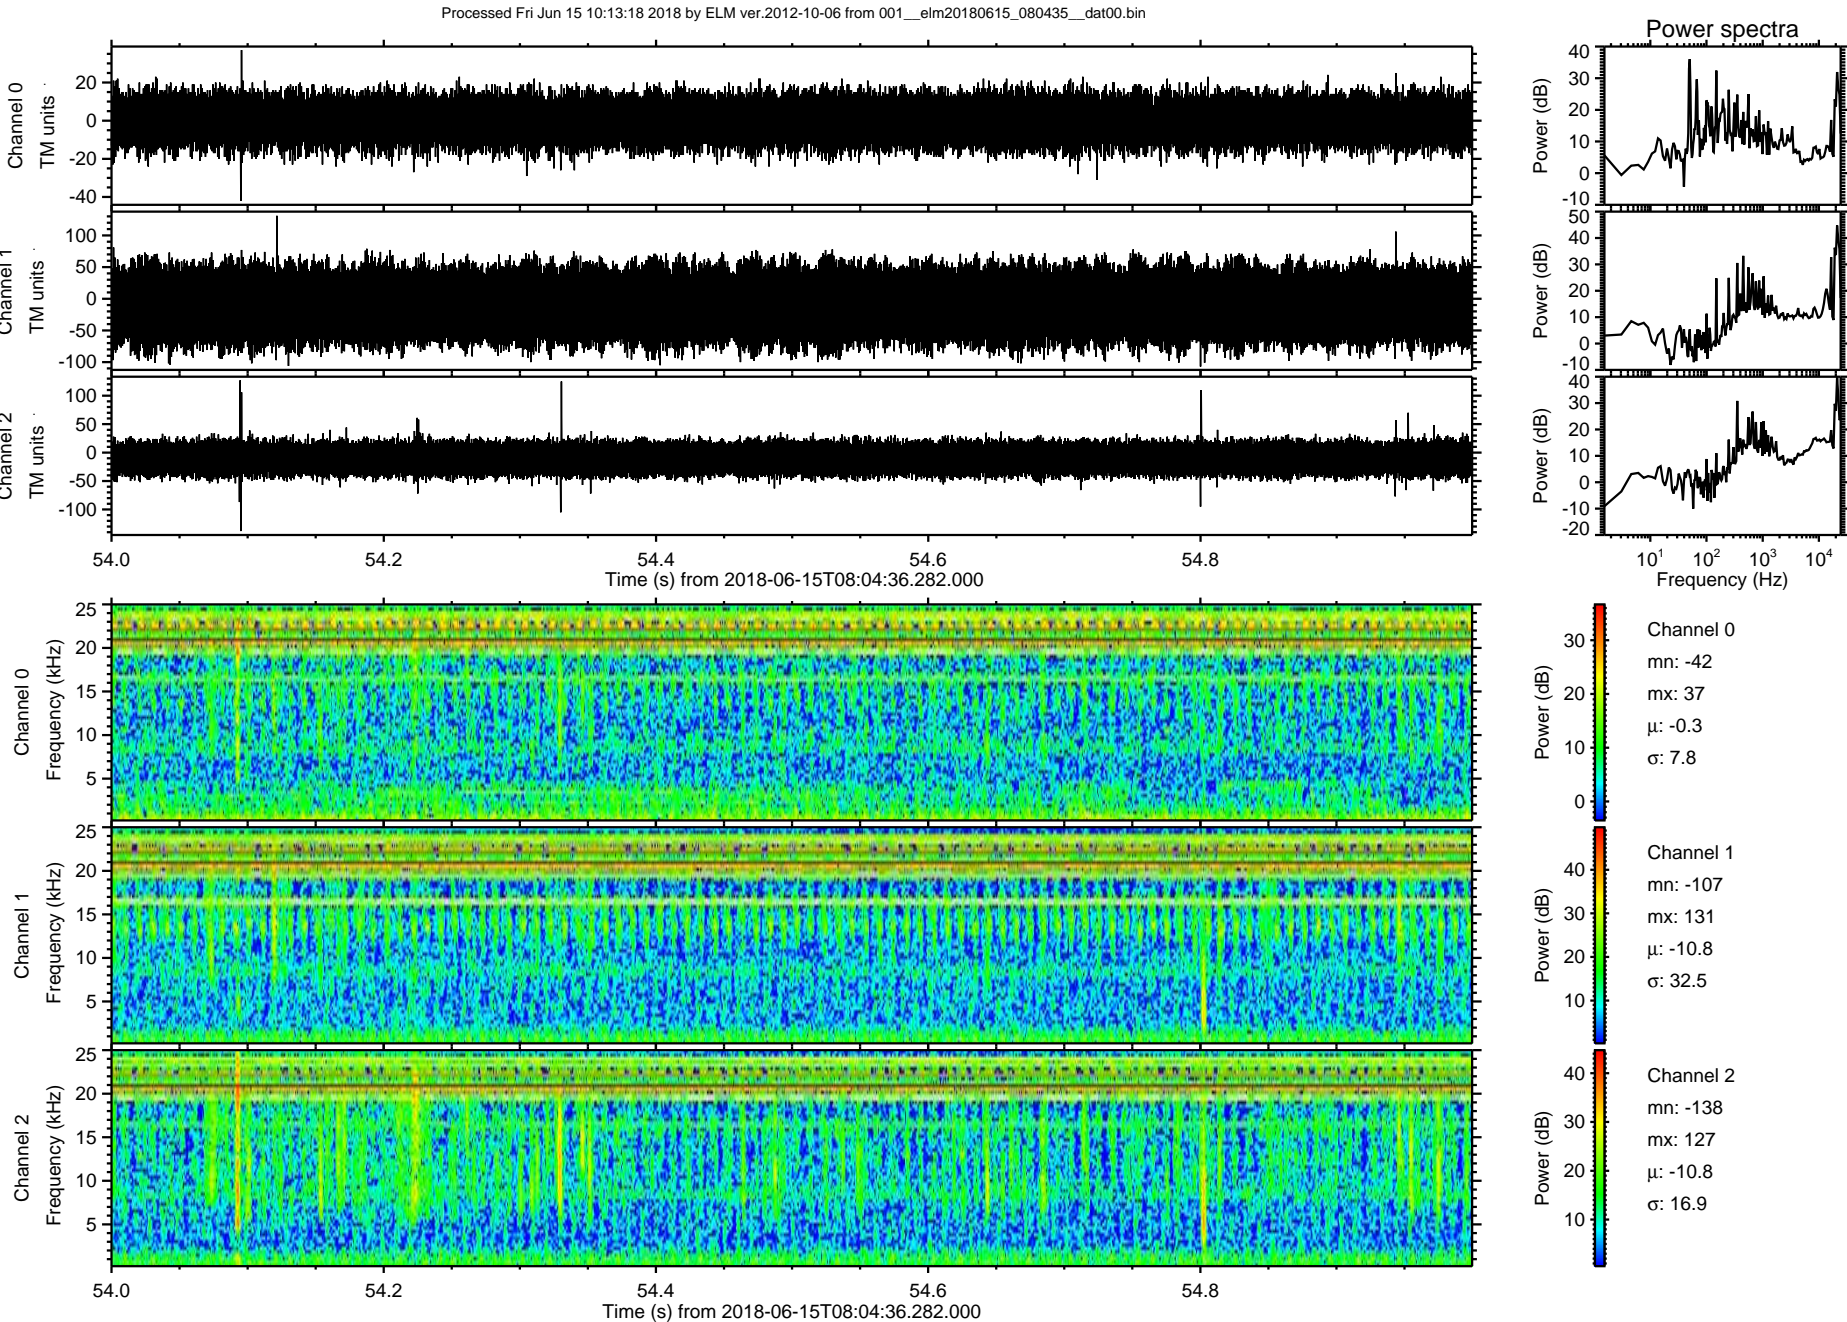 Processed Fri Jun 15 10:13:18 2018 by ELM ver.2012-10-06 from 001__elm20180615_080435__dat00.bin
Power spectra
Channel 0
TM units
20
0
-20
-40
Power (dB)
40
30
20
10
0
-10
Channel 1
TM units
100
50
0
-50
-100
Power (dB)
50
40
30
20
10
0
-10
Channel 2
TM units
100
50
0
-50
-100
Power (dB)
40
30
20
10
0
-10
-20
54.0 54.2 54.4 54.6 54.8
Time (s) from 2018-06-15T08:04:36.282.000
10^1 10^2 10^3 10^4
Frequency (Hz)
Channel 0
Frequency (kHz)
25
20
15
10
5
Power (dB)
30
20
10
0
Channel 0
mn: -42
mx: 37
μ: -0.3
σ: 7.8
Channel 1
Frequency (kHz)
25
20
15
10
5
Power (dB)
40
30
20
10
Channel 1
mn: -107
mx: 131
μ: -10.8
σ: 32.5
Channel 2
Frequency (kHz)
25
20
15
10
5
Power (dB)
40
30
20
10
Channel 2
mn: -138
mx: 127
μ: -10.8
σ: 16.9
54.0 54.2 54.4 54.6 54.8
Time (s) from 2018-06-15T08:04:36.282.000